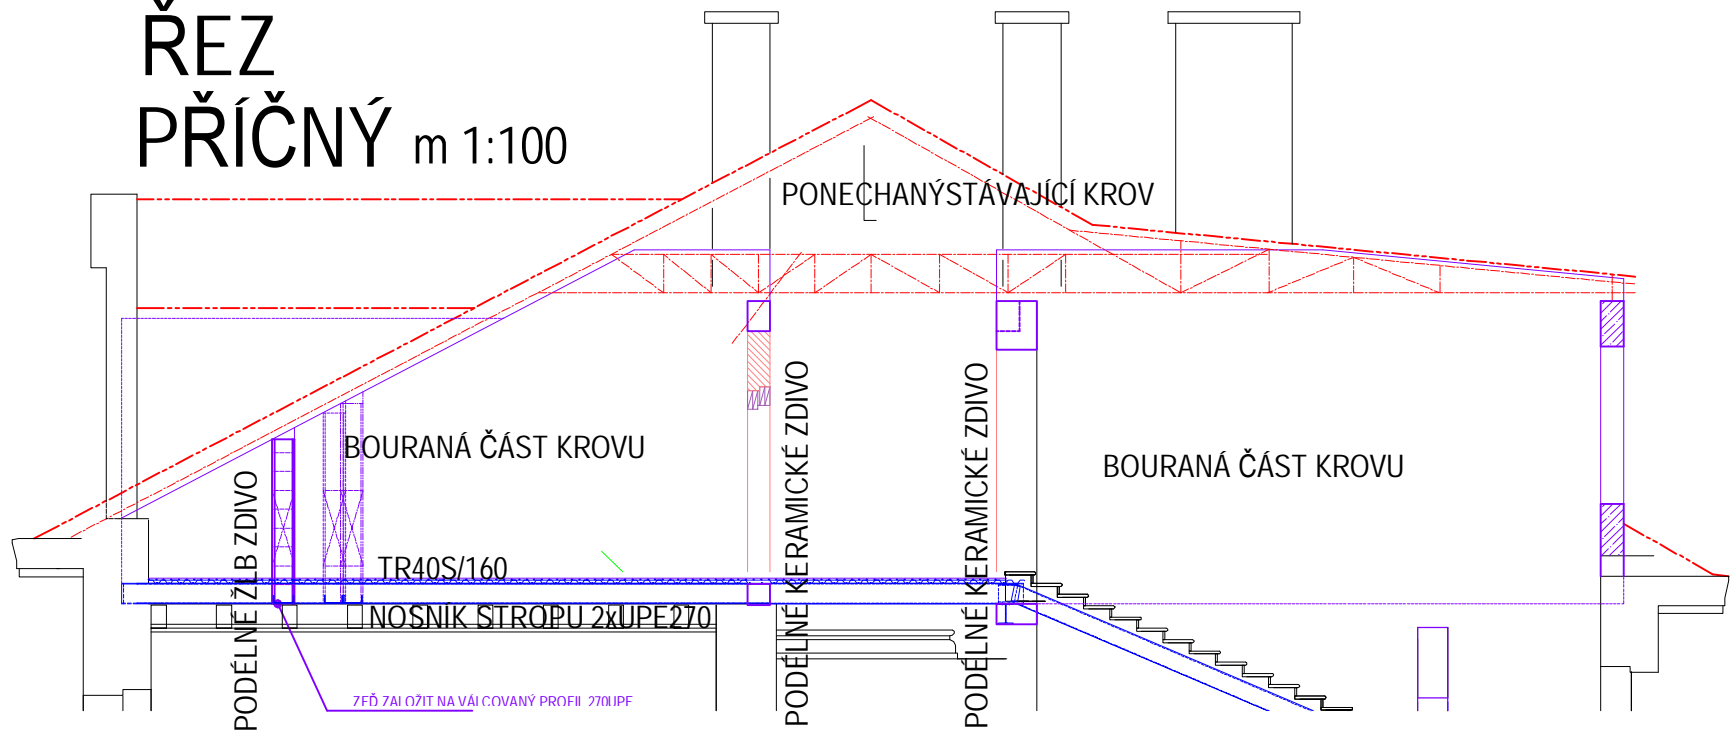 ŘEZ
PŘÍČNÝ m 1:100
PONECHANÝSTÁVAJÍCÍ KROV
BOURANÁ ČÁST KROVU
BOURANÁ ČÁST KROVU
PODÉLNÉ ŽLB ZDIVO
PODÉLNÉ KERAMICKÉ ZDIVO
PODÉLNÉ KERAMICKÉ ZDIVO
TR40S/160
NOSNÍK STROPU 2xUPE270
ZEĎ ZALOŽIT NA VÁLCOVANÝ PROFIL 270UPE